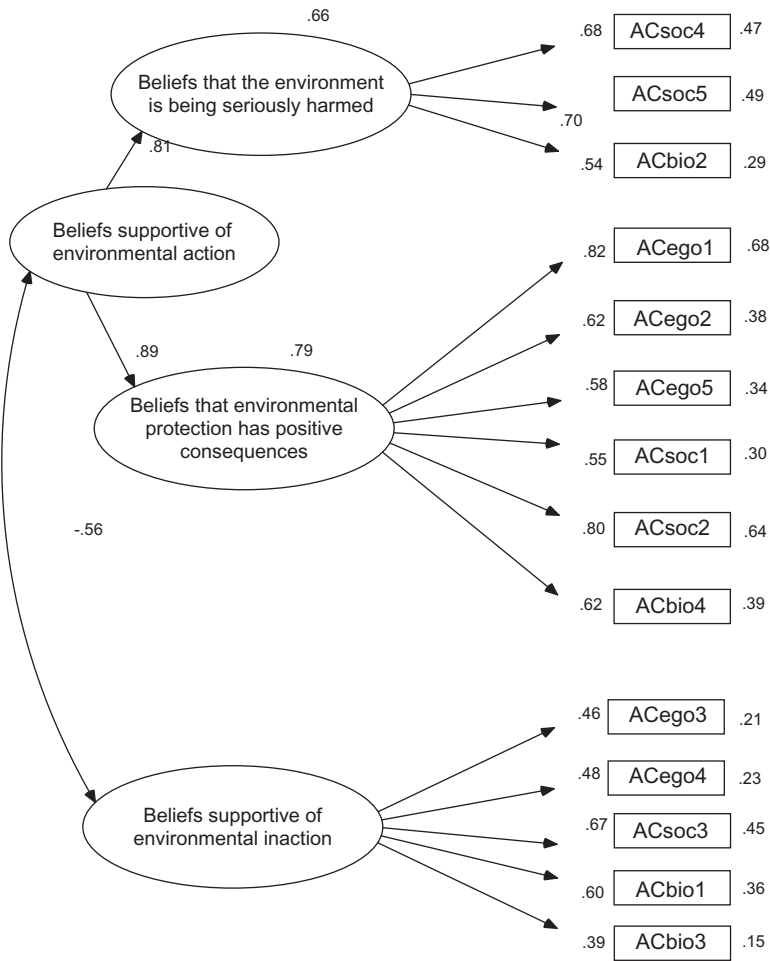 .66
Beliefs that the environment
is being seriously harmed
.68 ACsoc4 .47
ACsoc5 .49
.70
.54 ACbio2 .29
.81
Beliefs supportive of
environmental action
.82 ACego1 .68
.62 ACego2 .38
.89 .79
Beliefs that environmental
protection has positive
consequences
.58 ACego5 .34
.55 ACsoc1 .30
.80 ACsoc2 .64
.62 ACbio4 .39
-.56
.46 ACego3 .21
.48 ACego4 .23
Beliefs supportive of
environmental inaction
.67 ACsoc3 .45
.60 ACbio1 .36
.39 ACbio3 .15